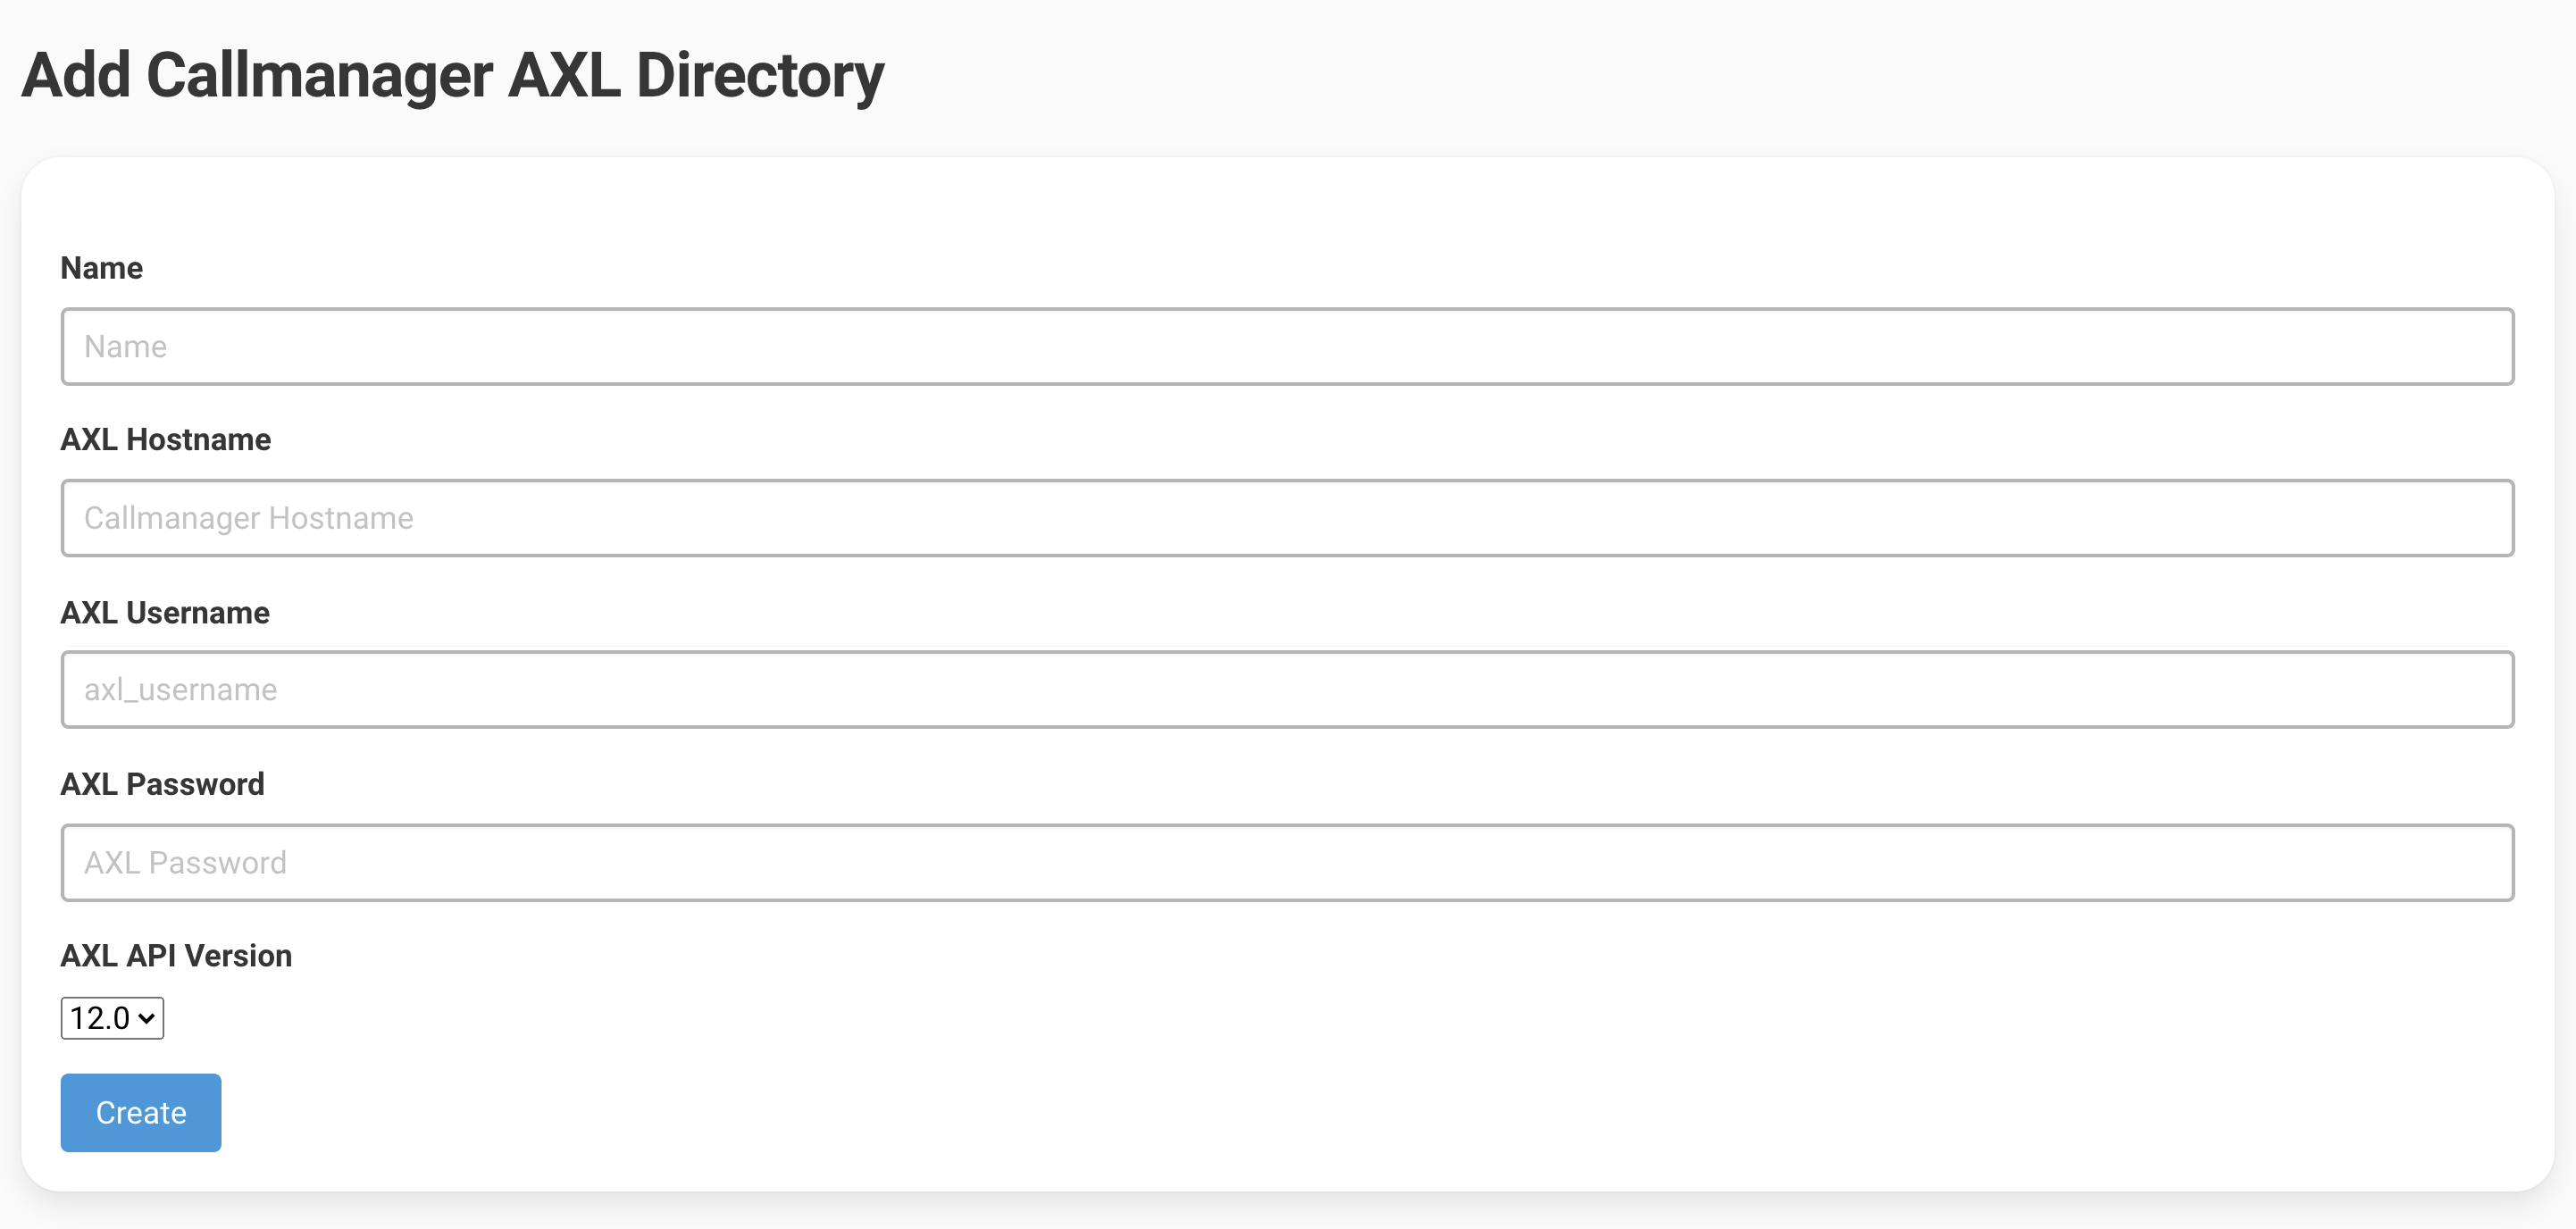 Add Callmanager AXL Directory
Name
Name
AXL Hostname
Callmanager Hostname
AXL Username
axl_username
AXL Password
AXL Password
AXL API Version
12.0
Create